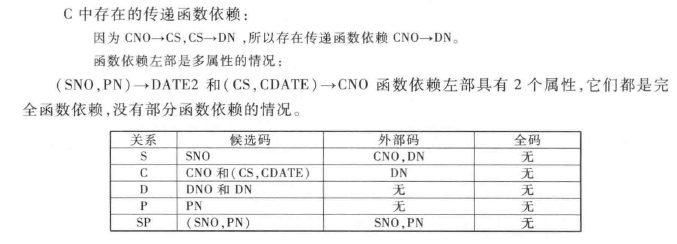 C 中存在的传递函数依赖：
因为 CNO→CS,CS→DN ,所以存在传递函数依赖 CNO→DN。
函数依赖左部是多属性的情况：
(SNO,PN)→DATE2 和(CS,CDATE)→CNO 函数依赖左部具有 2 个属性,它们都是完
全函数依赖,没有部分函数依赖的情况。
关系 候选码 外部码 全码
S SNO CNO,DN 无
C CNO 和(CS,CDATE) DN 无
D DNO 和 DN 无 无
P PN 无 无
SP (SNO,PN) SNO,PN 无